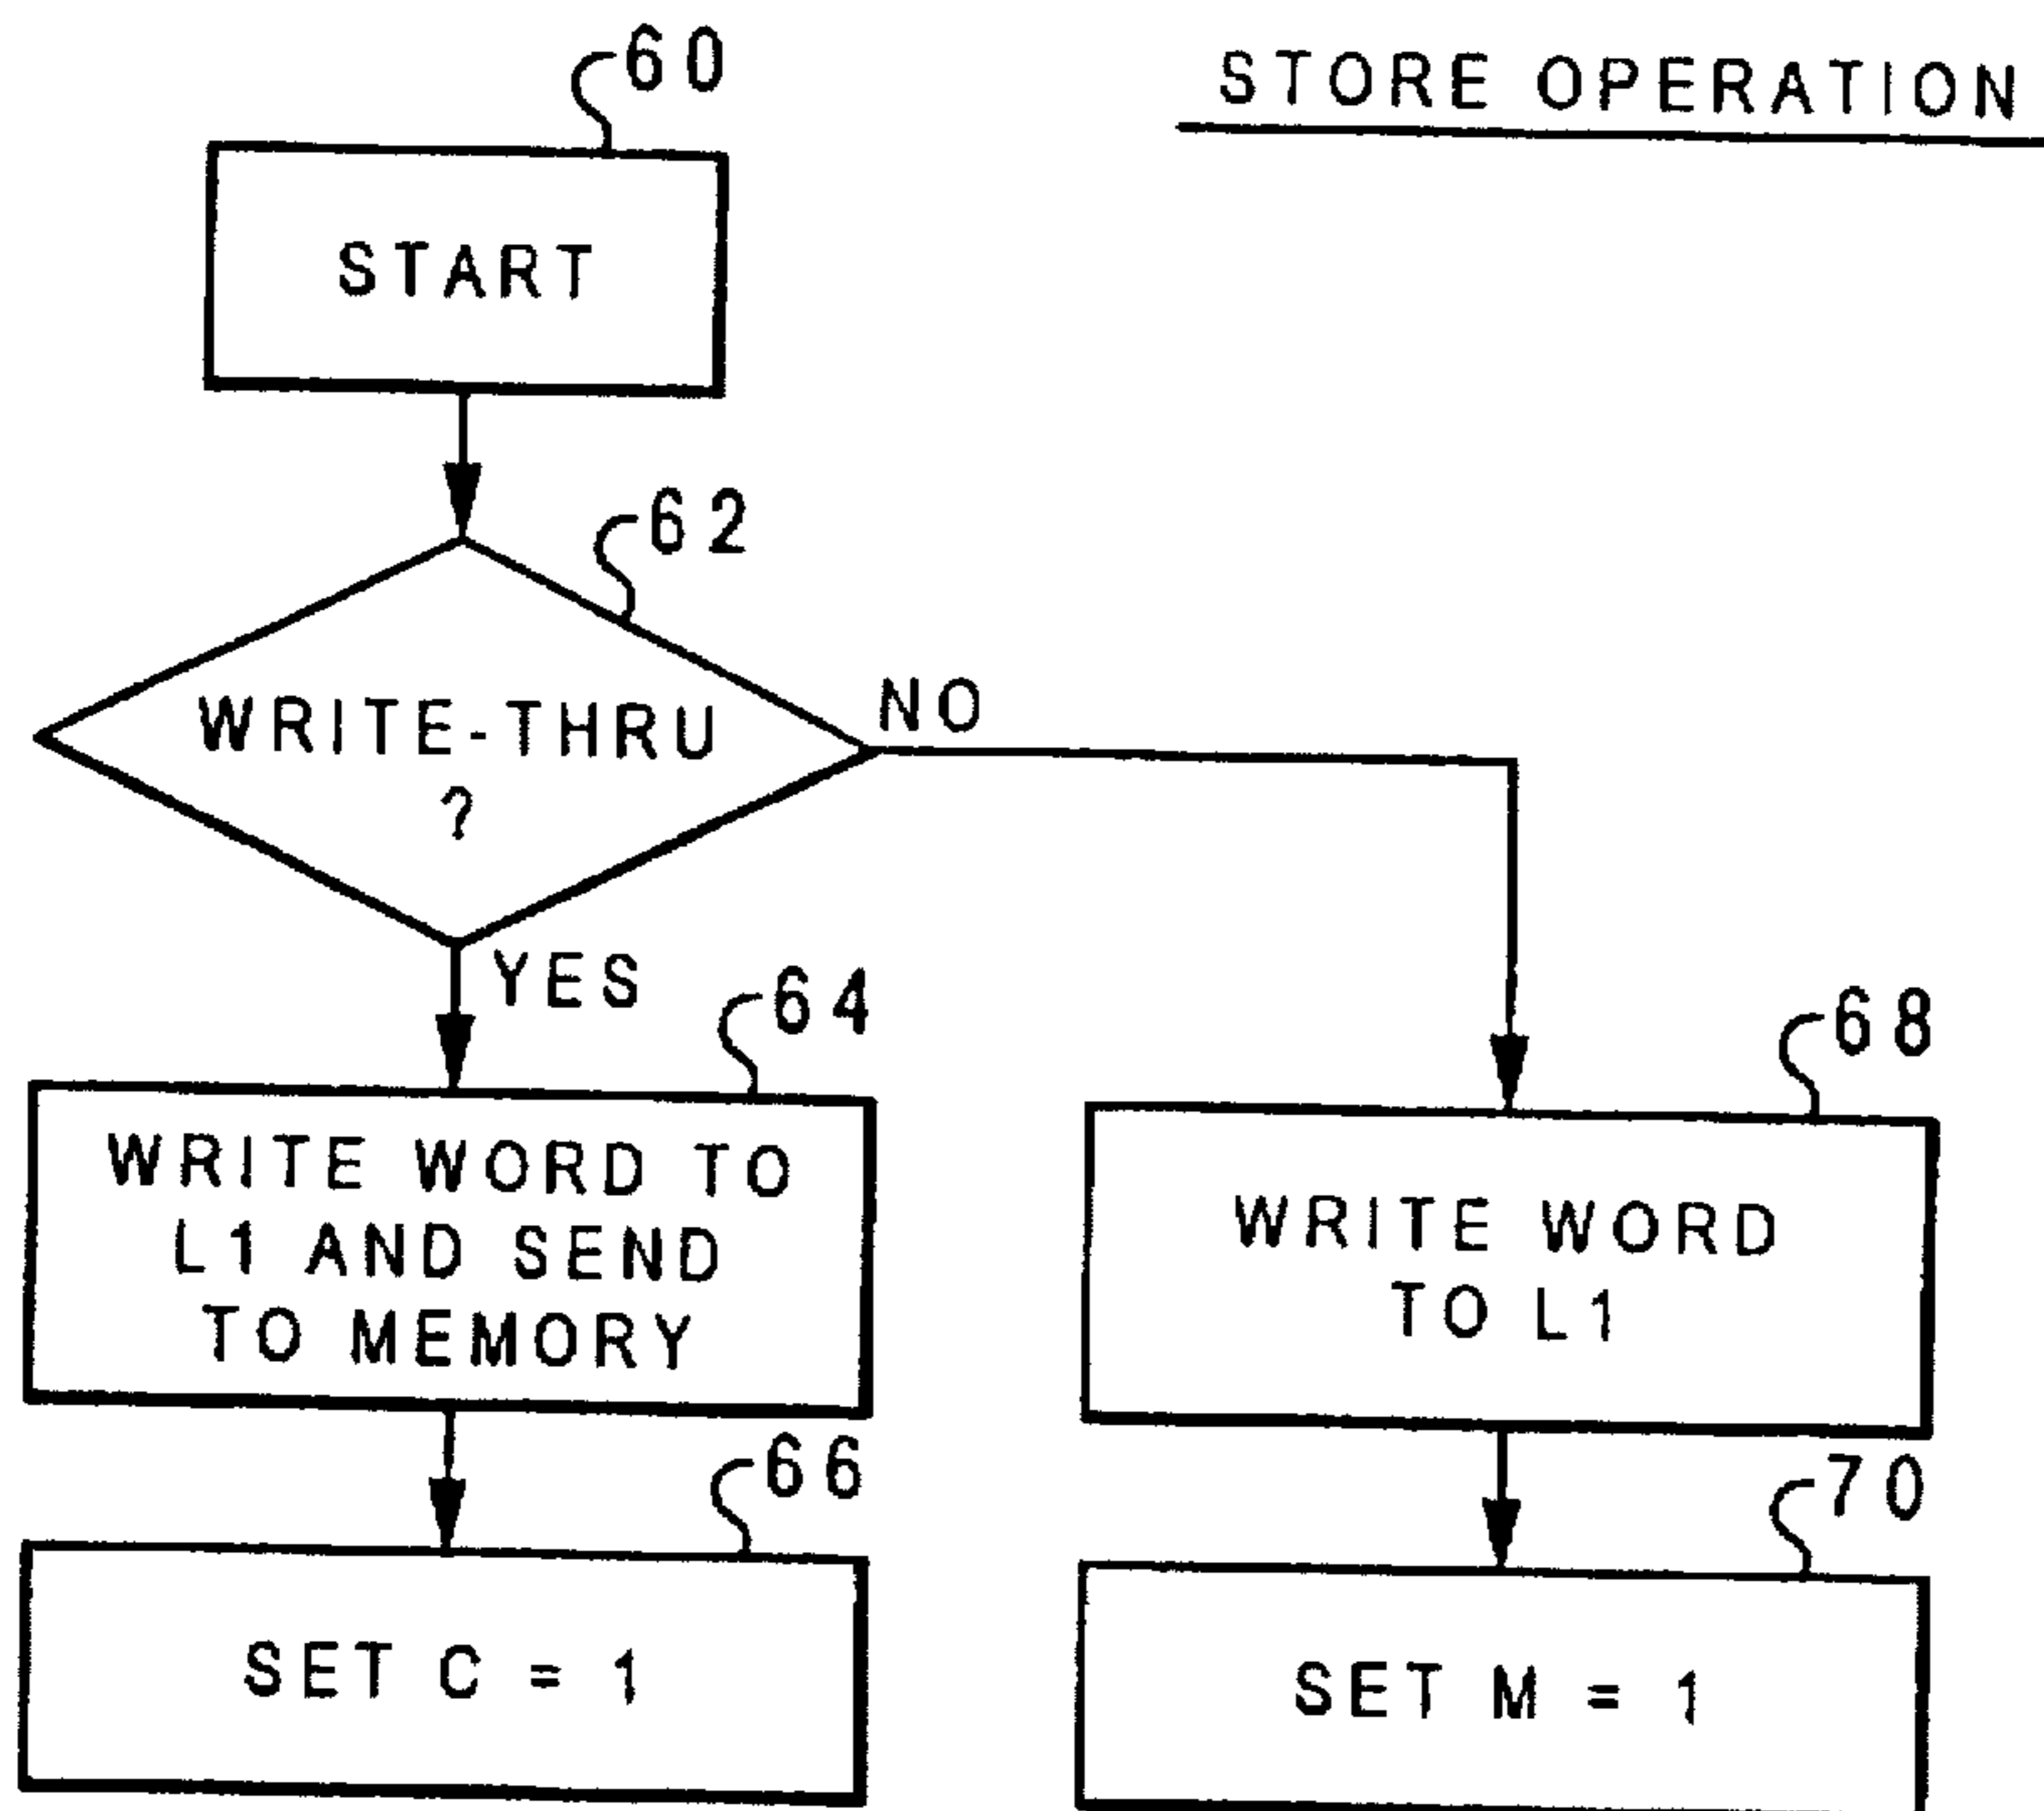 STORE OPERATION
60
START
62
WRITE-THRU
?
NO
YES
64
WRITE WORD TO
L1 AND SEND
TO MEMORY
66
SET C = 1
68
WRITE WORD
TO L1
70
SET M = 1